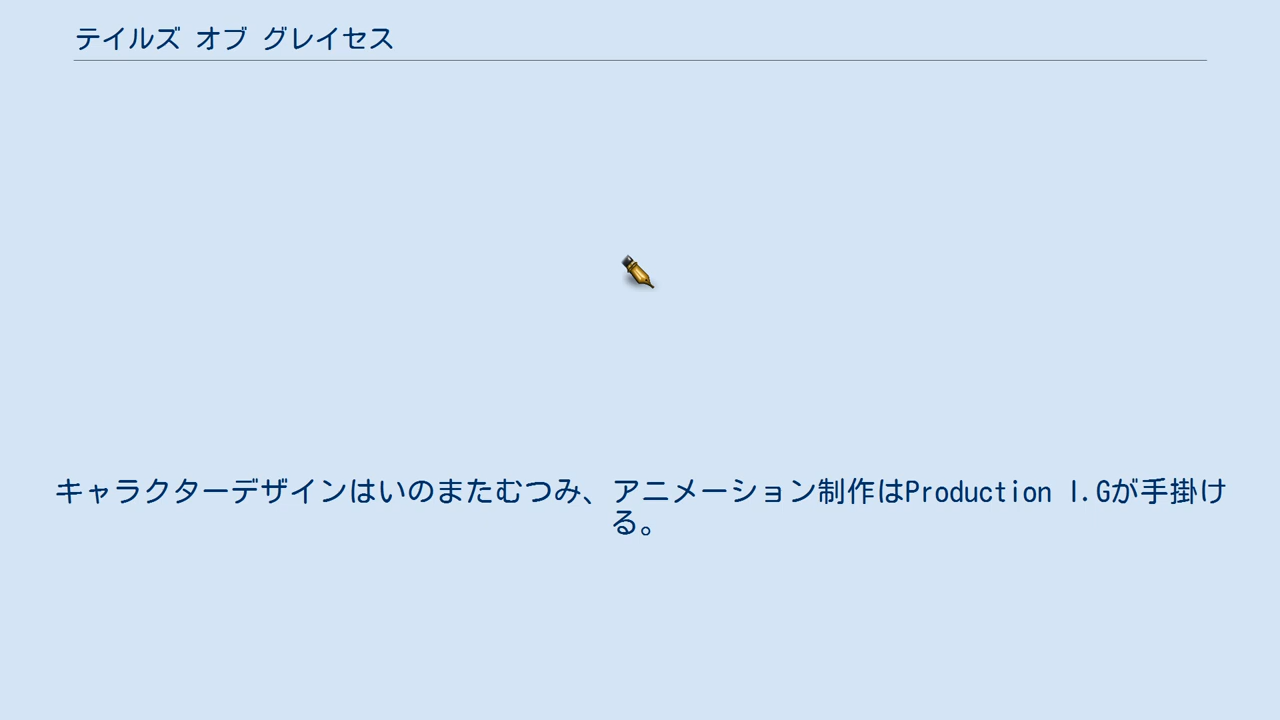 テイルズ オブ グレイセス
キャラクターデザインはいのまたむつみ、アニメーション制作はProduction I.Gが手掛け
る。